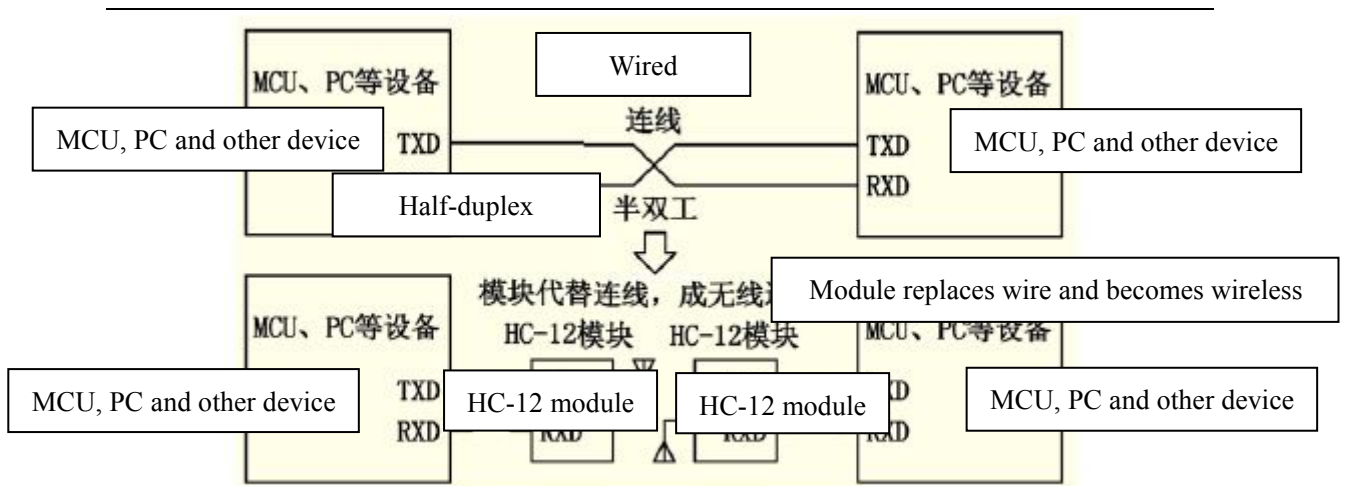 Wired
MCU、PC等设备
MCU、PC等设备
连线
MCU, PC and other device
TXD
TXD
MCU, PC and other device
RXD
Half-duplex
半双工
模块代替连线，成无线
Module replaces wire and becomes wireless
MCU、PC等设备
HC-12模块
HC-12模块
MCU、PC等设备
MCU, PC and other device
TXD
HC-12 module
HC-12 module
MCU, PC and other device
RXD
RXD
RXD
RXD